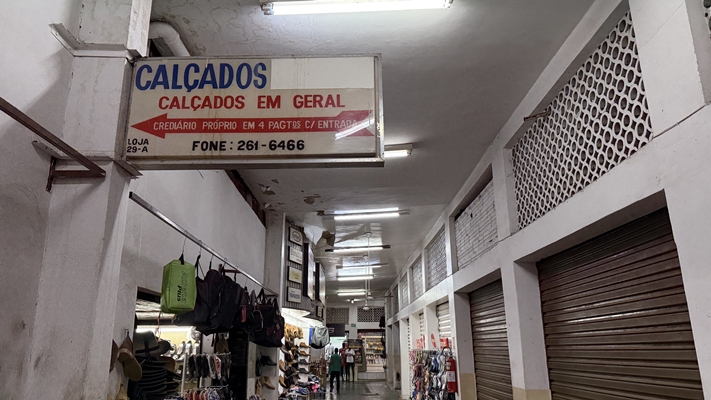 CALÇADOS
CALÇADOS EM GERAL
CREDIÁRIO PRÓPRIO EM 4 PAGTOS C/ ENTRADA
LOJA
29-A
FONE: 261-6466